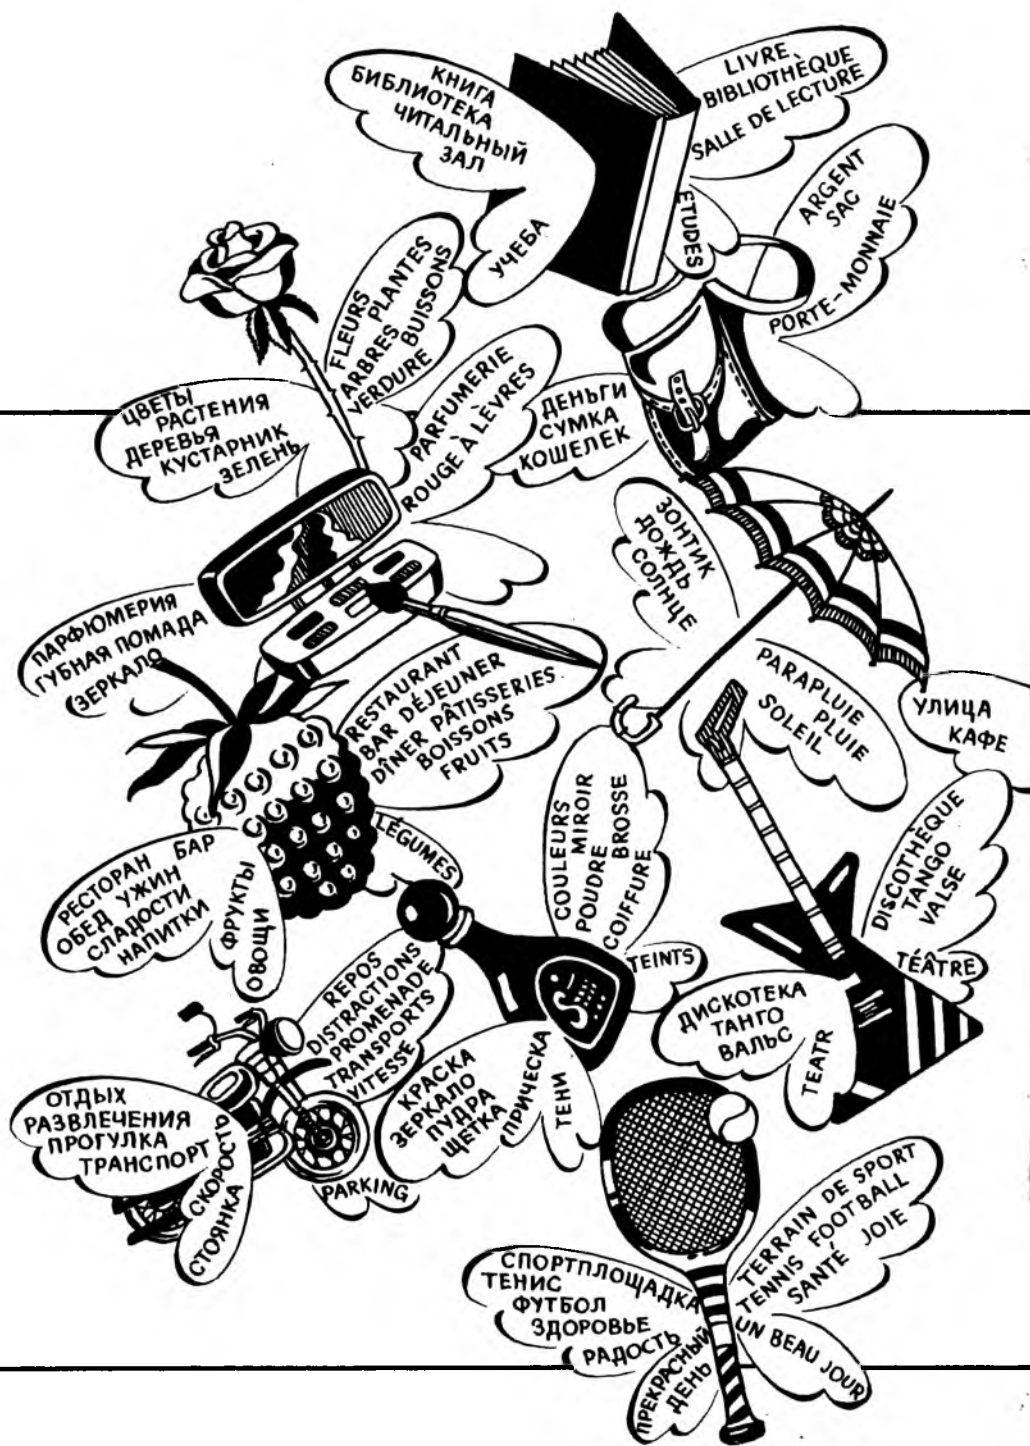 КНИГА
БИБЛИОТЕКА
ЧИТАЛЬНЫЙ
ЗАЛ
УЧЕБА
LIVRE
BIBLIOTHÈQUE
SALLE DE LECTURE
ETUDES
ARGENT
SAC
PORTE-MONNAIE
FLEURS
ARBRES PLANTES
BUISSONS
VERDURE
ЦВЕТЫ
РАСТЕНИЯ
ДЕРЕВЬЯ
КУСТАРНИК
ЗЕЛЕНЬ
PARFUMERIE
ROUGE À LÈVRES
ДЕНЬГИ
СУМКА
КОШЕЛЕК
ЗОНТИК
ДОЖДЬ
СОЛНЦЕ
ПАРФЮМЕРИЯ
ГУБНАЯ ПОМАДА
ЗЕРКАЛО
RESTAURANT
BAR DÉJEUNER
DÎNER PÂTISSERIES
BOISSONS
FRUITS
LÉGUMES
PARAPLUIE
PLUIE
SOLEIL
УЛИЦА
КАФЕ
COULEURS
MIROIR
POUDRE
BROSSE
COIFFURE
TEINTS
DISCOTHÈQUE
TANGO
VALSE
TÉÂTRE
РЕСТОРАН БАР
ОБЕД УЖИН
СЛАДОСТИ
НАПИТКИ
ФРУКТЫ
ОВОЩИ
REPOS
DISTRACTIONS
PROMENADE
TRANSPORTS
VITESSE
PARKING
ДИСКОТЕКА
ТАНГО
ВАЛЬС
ТЕАТР
КРАСКА
ЗЕРКАЛО
ПУДРА
ЩЕТКА
ПРИЧЕСКА
ТЕНИ
ОТДЫХ
РАЗВЛЕЧЕНИЯ
ПРОГУЛКА
ТРАНСПОРТ
СКОРОСТЬ
СТОЯНКА
TERRAIN DE SPORT
TENNIS FOOTBALL
SANTÉ JOIE
UN BEAU JOUR
СПОРТПЛОЩАДКА
ТЕНИС
ФУТБОЛ
ЗДОРОВЬЕ
РАДОСТЬ
ПРЕКРАСНЫЙ
ДЕНЬ